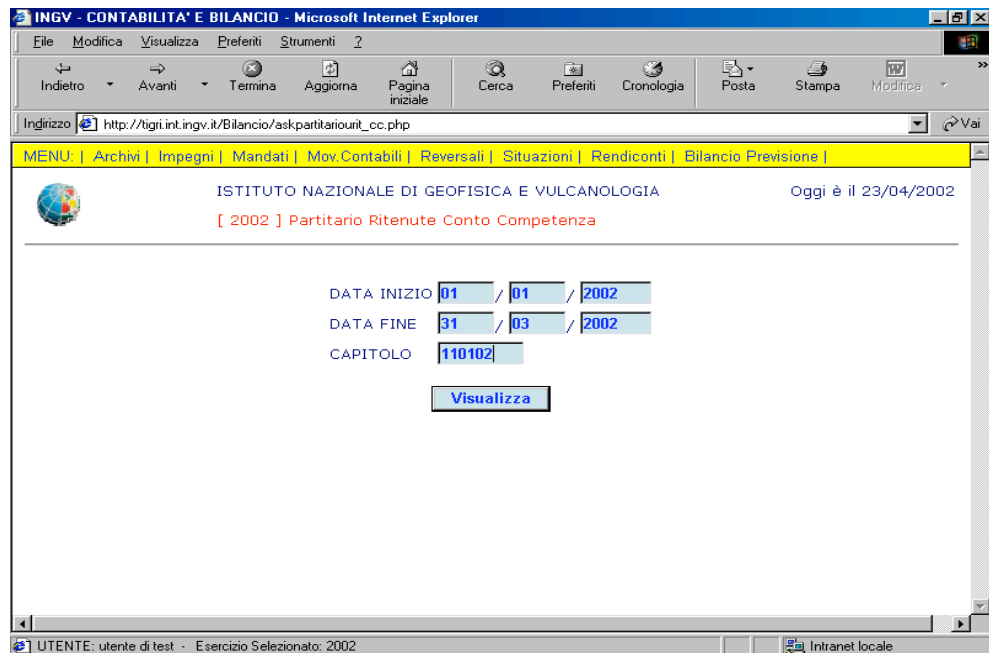 INGV - CONTABILITA' E BILANCIO - Microsoft Internet Explorer
File Modifica Visualizza Preferiti Strumenti ?
Indietro Avanti Termina Aggiorna Pagina iniziale Cerca Preferiti Cronologia Posta Stampa Modifica »
Indirizzo http://tigri.int.ingv.it/Bilancio/askpartitariourit_cc.php Vai
MENU: | Archivi | Impegni | Mandati | Mov.Contabili | Reversali | Situazioni | Rendiconti | Bilancio Previsione |
ISTITUTO NAZIONALE DI GEOFISICA E VULCANOLOGIA Oggi è il 23/04/2002
[ 2002 ] Partitario Ritenute Conto Competenza
DATA INIZIO 01 / 01 / 2002
DATA FINE 31 / 03 / 2002
CAPITOLO 110102
Visualizza
UTENTE: utente di test - Esercizio Selezionato: 2002 Intranet locale